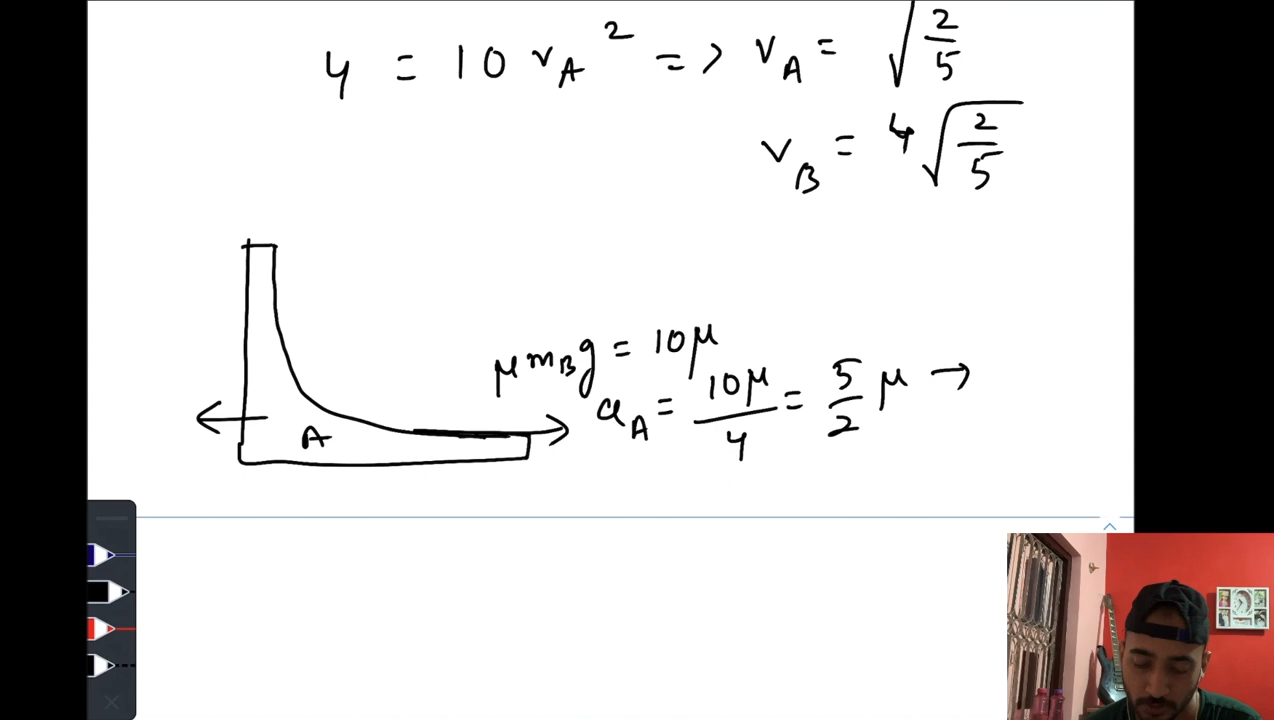 4 = 10 vA² => vA = √(2/5)
vB = 4√(2/5)
μmBg = 10μ
aA = 10μ/4 = 5/2 μ →
A